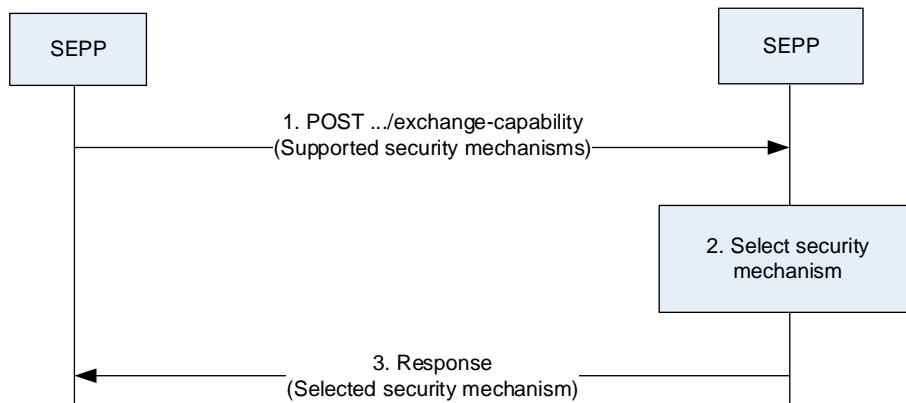 SEPP
SEPP
1. POST .../exchange-capability
(Supported security mechanisms)
2. Select security
mechanism
3. Response
(Selected security mechanism)